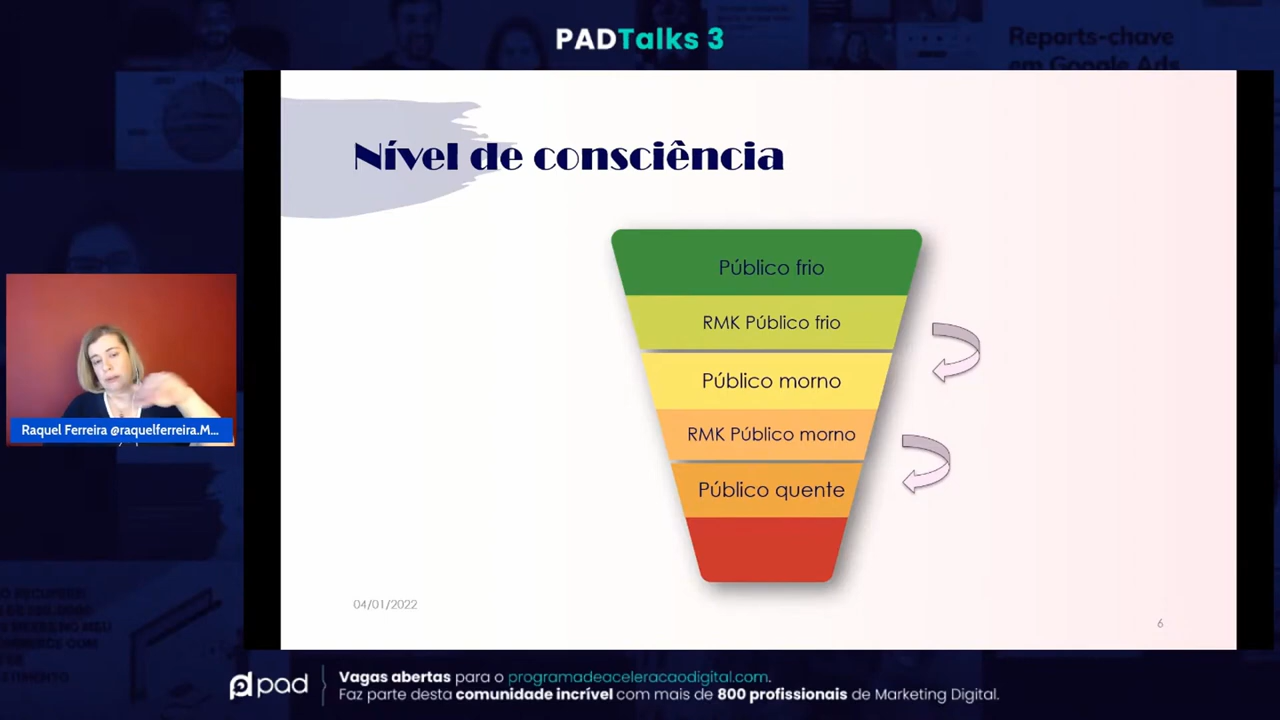 PADTalks 3
Reports-chave
em Google Ads
Nível de consciência
Público frio
RMK Público frio
Público morno
RMK Público morno
Público quente
Raquel Ferreira @raquelferreira.M...
04/01/2022
6
pad
Vagas abertas para o programadeaceleracaodigital.com.
Faz parte desta comunidade incrível com mais de 800 profissionais de Marketing Digital.